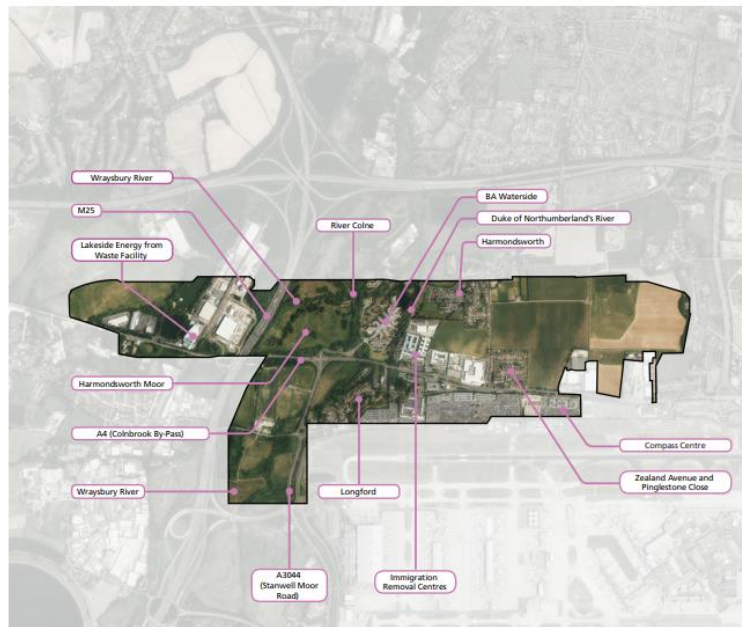 Wraysbury River
BA Waterside
M25
River Colne
Duke of Northumberland's River
Lakeside Energy from
Waste Facility
Harmondsworth
Harmondsworth Moor
A4 (Colnbrook By-Pass)
Compass Centre
Wraysbury River
Longford
Zealand Avenue and
Pinglestone Close
A3044
(Stanwell Moor
Road)
Immigration
Removal Centres